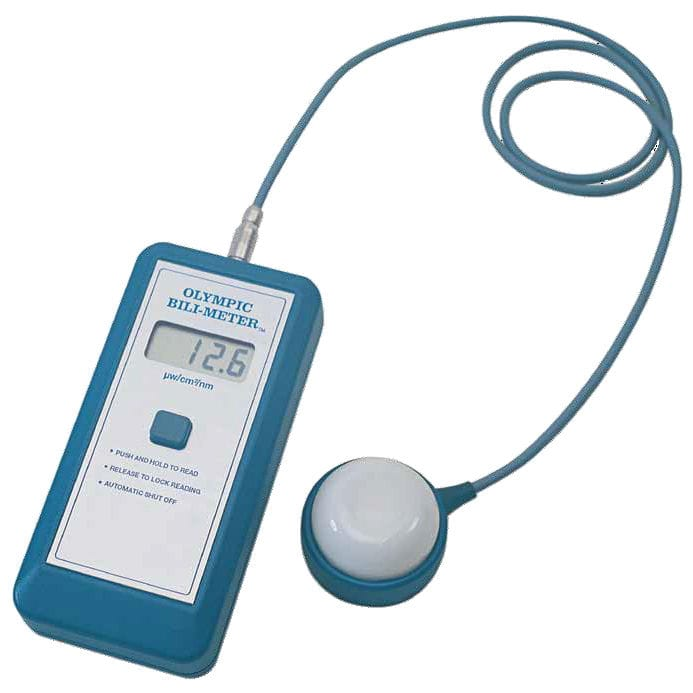 OLYMPIC
BILI-METER™
12.6
µw/cm²/nm
• PUSH AND HOLD TO READ
• RELEASE TO LOCK READING
• AUTOMATIC SHUT OFF